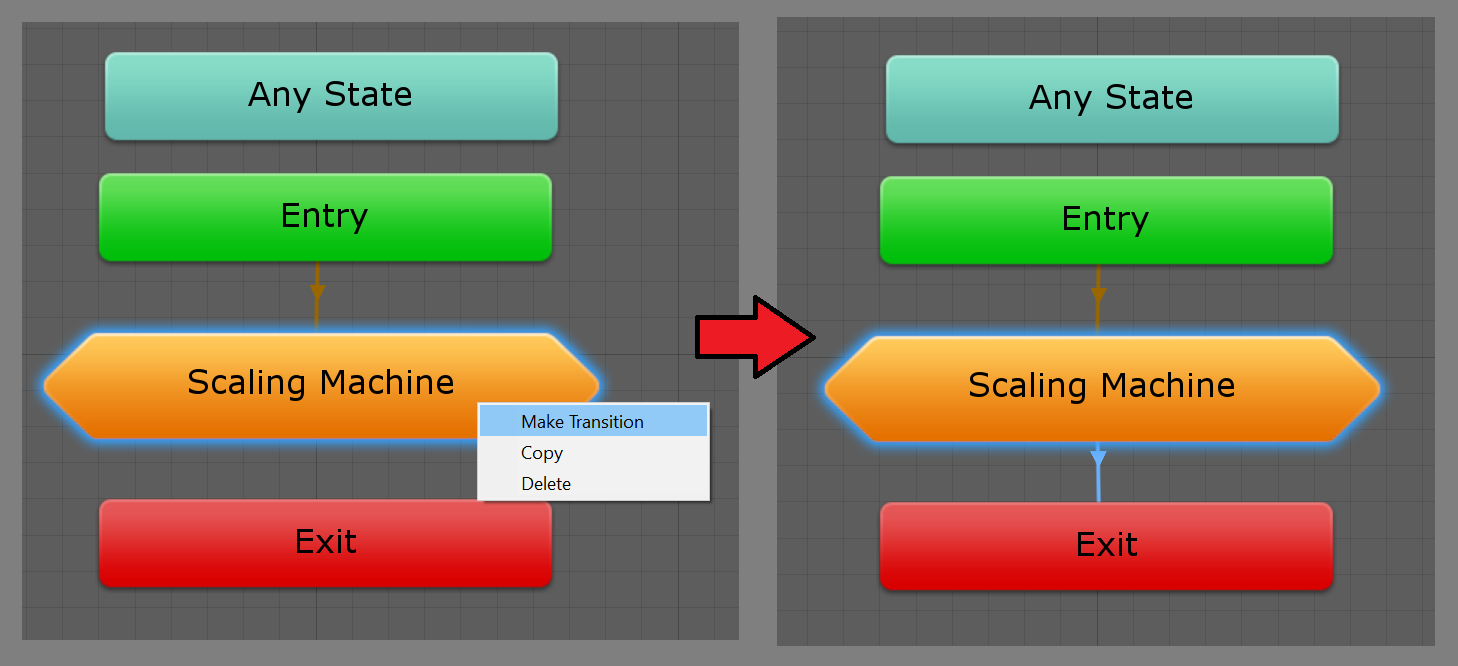 Any State
Entry
Scaling Machine
Make Transition
Copy
Delete
Exit
Any State
Entry
Scaling Machine
Exit